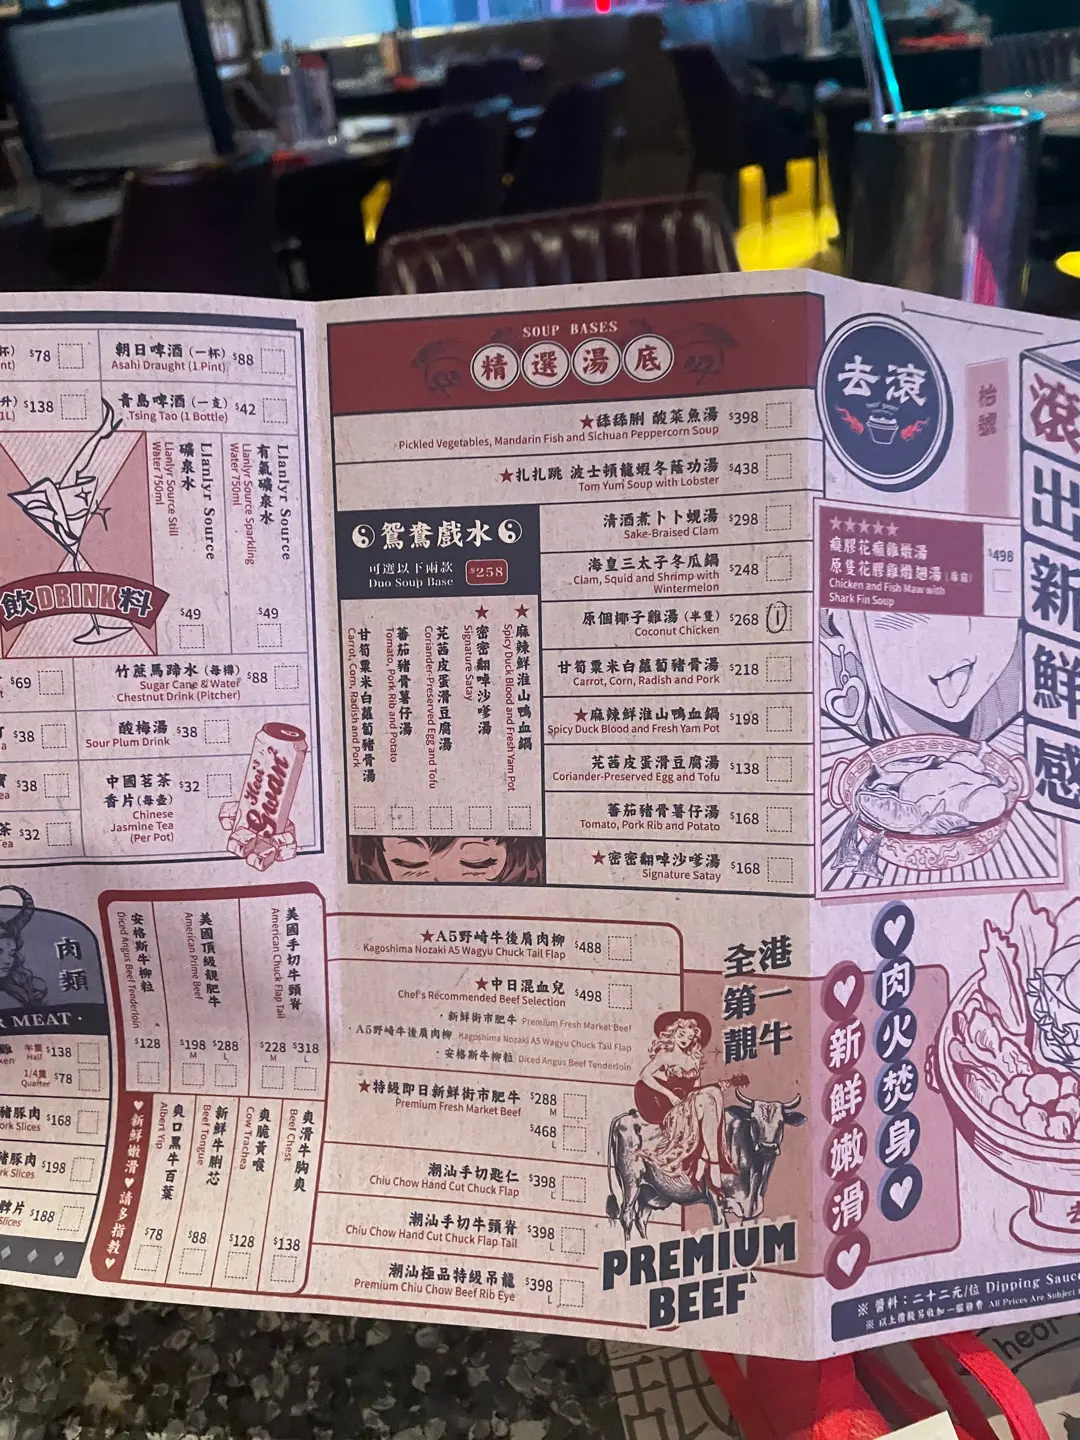 $78
朝日啤酒 (一杯) $88
Asahi Draught (1 Pint)
$138
青島啤酒 (一支) $42
Tsing Tao (1 Bottle)
Llanlyr Source
礦泉水
Llanlyr Source Still
Water 750ml
$49
Llanlyr Source
有氣礦泉水
Llanlyr Source Sparkling
Water 750ml
$49
飲DRINK料
$69
竹蔗馬蹄水 (每樽) $88
Sugar Cane & Water
Chestnut Drink (Pitcher)
$38
酸梅湯 $38
Sour Plum Drink
$38
中國茗茶 $32
香片(每壺)
Chinese
Jasmine Tea
(Per Pot)
$32
SOUP BASES
精選湯底
★舔舔脷 酸菜魚湯 $398
Pickled Vegetables, Mandarin Fish and Sichuan Peppercorn Soup
★扎扎跳 波士頓龍蝦冬蔭功湯 $438
Tom Yum Soup with Lobster
鴛鴦戲水
可選以下兩款
Duo Soup Base
$258
★麻辣鮮淮山鴨血鍋
Spicy Duck Blood and Fresh Yam Pot
★密密翻啅沙嗲湯
Signature Satay
芫茜皮蛋滑豆腐湯
Coriander-Preserved Egg and Tofu
蕃茄豬骨薯仔湯
Tomato, Pork Rib and Potato
甘筍粟米白蘿蔔豬骨湯
Carrot, Corn, Radish and Pork
清酒煮卜卜蜆湯 $298
Sake-Braised Clam
海皇三太子冬瓜鍋 $248
Clam, Squid and Shrimp with
Wintermelon
原個椰子雞湯 (半隻) $268 1
Coconut Chicken
甘筍粟米白蘿蔔豬骨湯 $218
Carrot, Corn, Radish and Pork
★麻辣鮮淮山鴨血鍋 $198
Spicy Duck Blood and Fresh Yam Pot
芫茜皮蛋滑豆腐湯 $138
Coriander-Preserved Egg and Tofu
蕃茄豬骨薯仔湯 $168
Tomato, Pork Rib and Potato
★密密翻啅沙嗲湯 $168
Signature Satay
去滾
枱號
★★★★★
原隻花膠雞燉翅湯
Chicken and Fish Maw with
Shark Fin Soup
$498
滾出新鮮感
肉類
MEAT
半隻 $138
Half
1/4隻 $78
Quarter
豬豚肉 $168
豬豚肉 $198
$188
美國手切牛頸脊
American Chuck Flap Tail
$228 M
$318 L
美國頂級靚肥牛
American Prime Beef
$198 M
$288 L
安格斯牛柳粒
Diced Angus Beef Tenderloin
$128
爽滑牛胸爽
Beef Chest
$138
爽脆黃喉
Cow Trachea
$128
新鮮牛脷芯
Beef Tongue
$88
爽口黑牛百葉
Albert Yip
$78
♥新鮮嫩滑♥請多指教♥
★A5野崎牛後肩肉柳 $488
Kagoshima Nozaki A5 Wagyu Chuck Tail Flap
★中日混血兒 $498
Chef's Recommended Beef Selection
· 新鮮街市肥牛 Premium Fresh Market Beef
· A5野崎牛後肩肉柳 Kagoshima Nozaki A5 Wagyu Chuck Tail Flap
· 安格斯牛柳粒 Diced Angus Beef Tenderloin
★特級即日新鮮街市肥牛 $288 M
Premium Fresh Market Beef
$468 L
潮汕手切匙仁 $398 L
Chiu Chow Hand Cut Chuck Flap
潮汕手切牛頸脊 $398 L
Chiu Chow Hand Cut Chuck Flap Tail
潮汕極品特級吊龍 $398 L
Premium Chiu Chow Beef Rib Eye
全港第一靚牛
PREMIUM
BEEF
♥肉火焚身♥
♥新鮮嫩滑♥
※ 醬料：二十二元/位 Dipping Sauce
※ 以上價錢另收加一服務費 All Prices Are Subject
heor